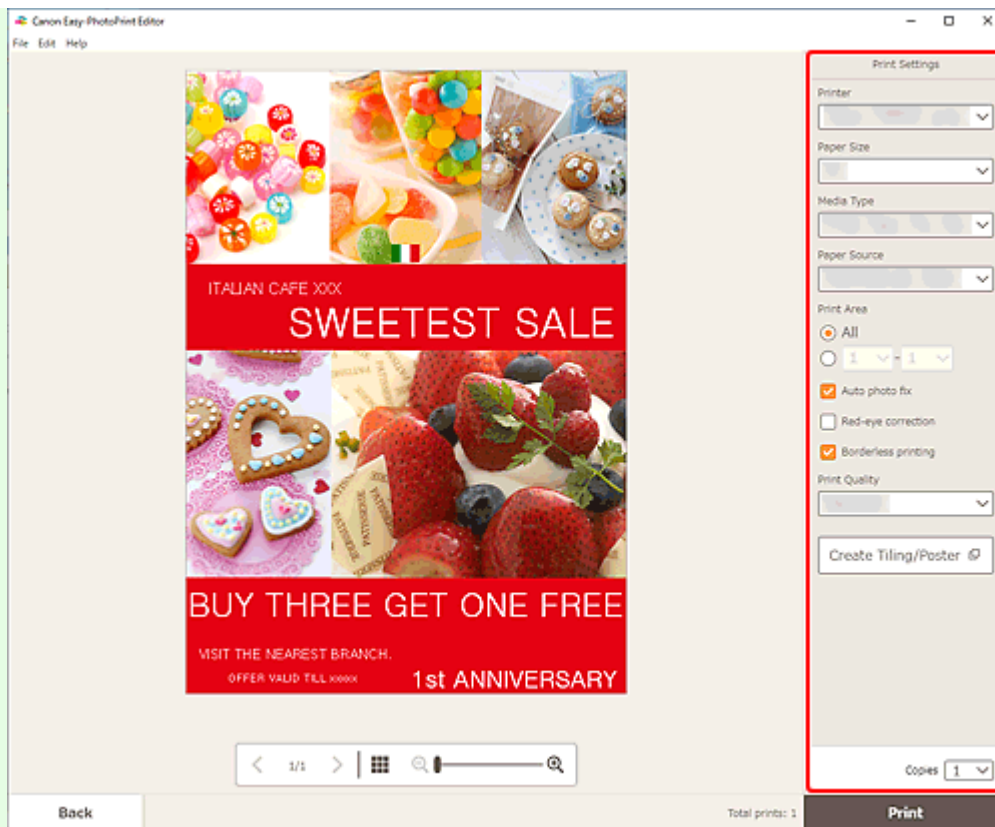 Canon Easy-PhotoPrint Editor
File Edit Help
ITALIAN CAFE XXX
SWEETEST SALE
BUY THREE GET ONE FREE
VISIT THE NEAREST BRANCH.
OFFER VALID TILL xxxxx
1st ANNIVERSARY
1/1
Back
Total prints: 1
Print Settings
Printer
Paper Size
Media Type
Paper Source
Print Area
All
1 - 1
Auto photo fix
Red-eye correction
Borderless printing
Print Quality
Create Tiling/Poster
Copies 1
Print